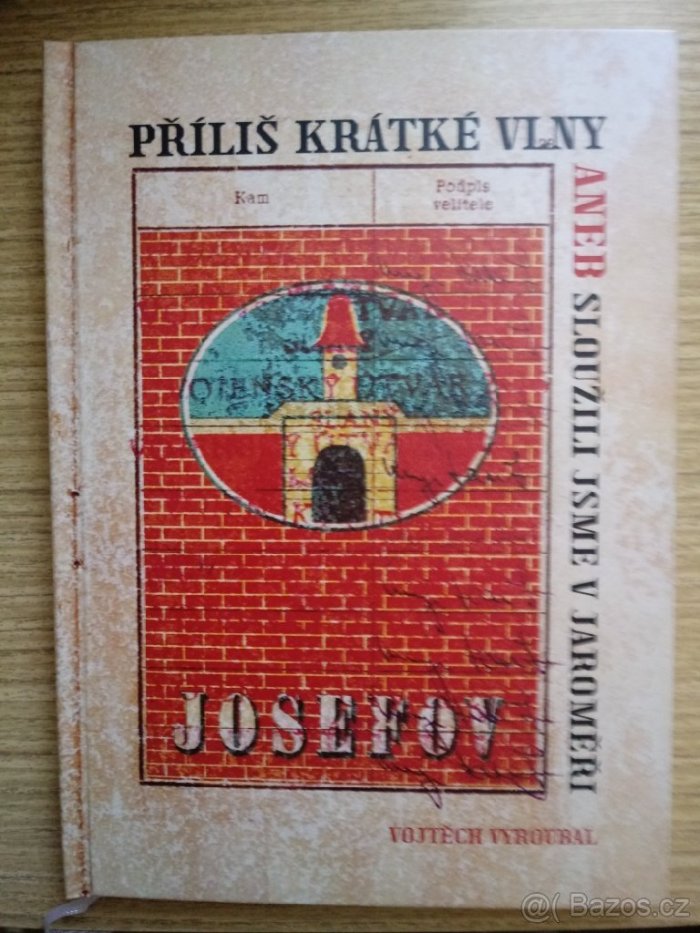 PŘÍLIŠ KRÁTKÉ VLNY
ANEB SLOUŽILI JSME V JAROMĚŘI
Kam
Podpis
velitele
JOSEFOV
VOJTĚCH VYROUBAL
© Bazos.cz